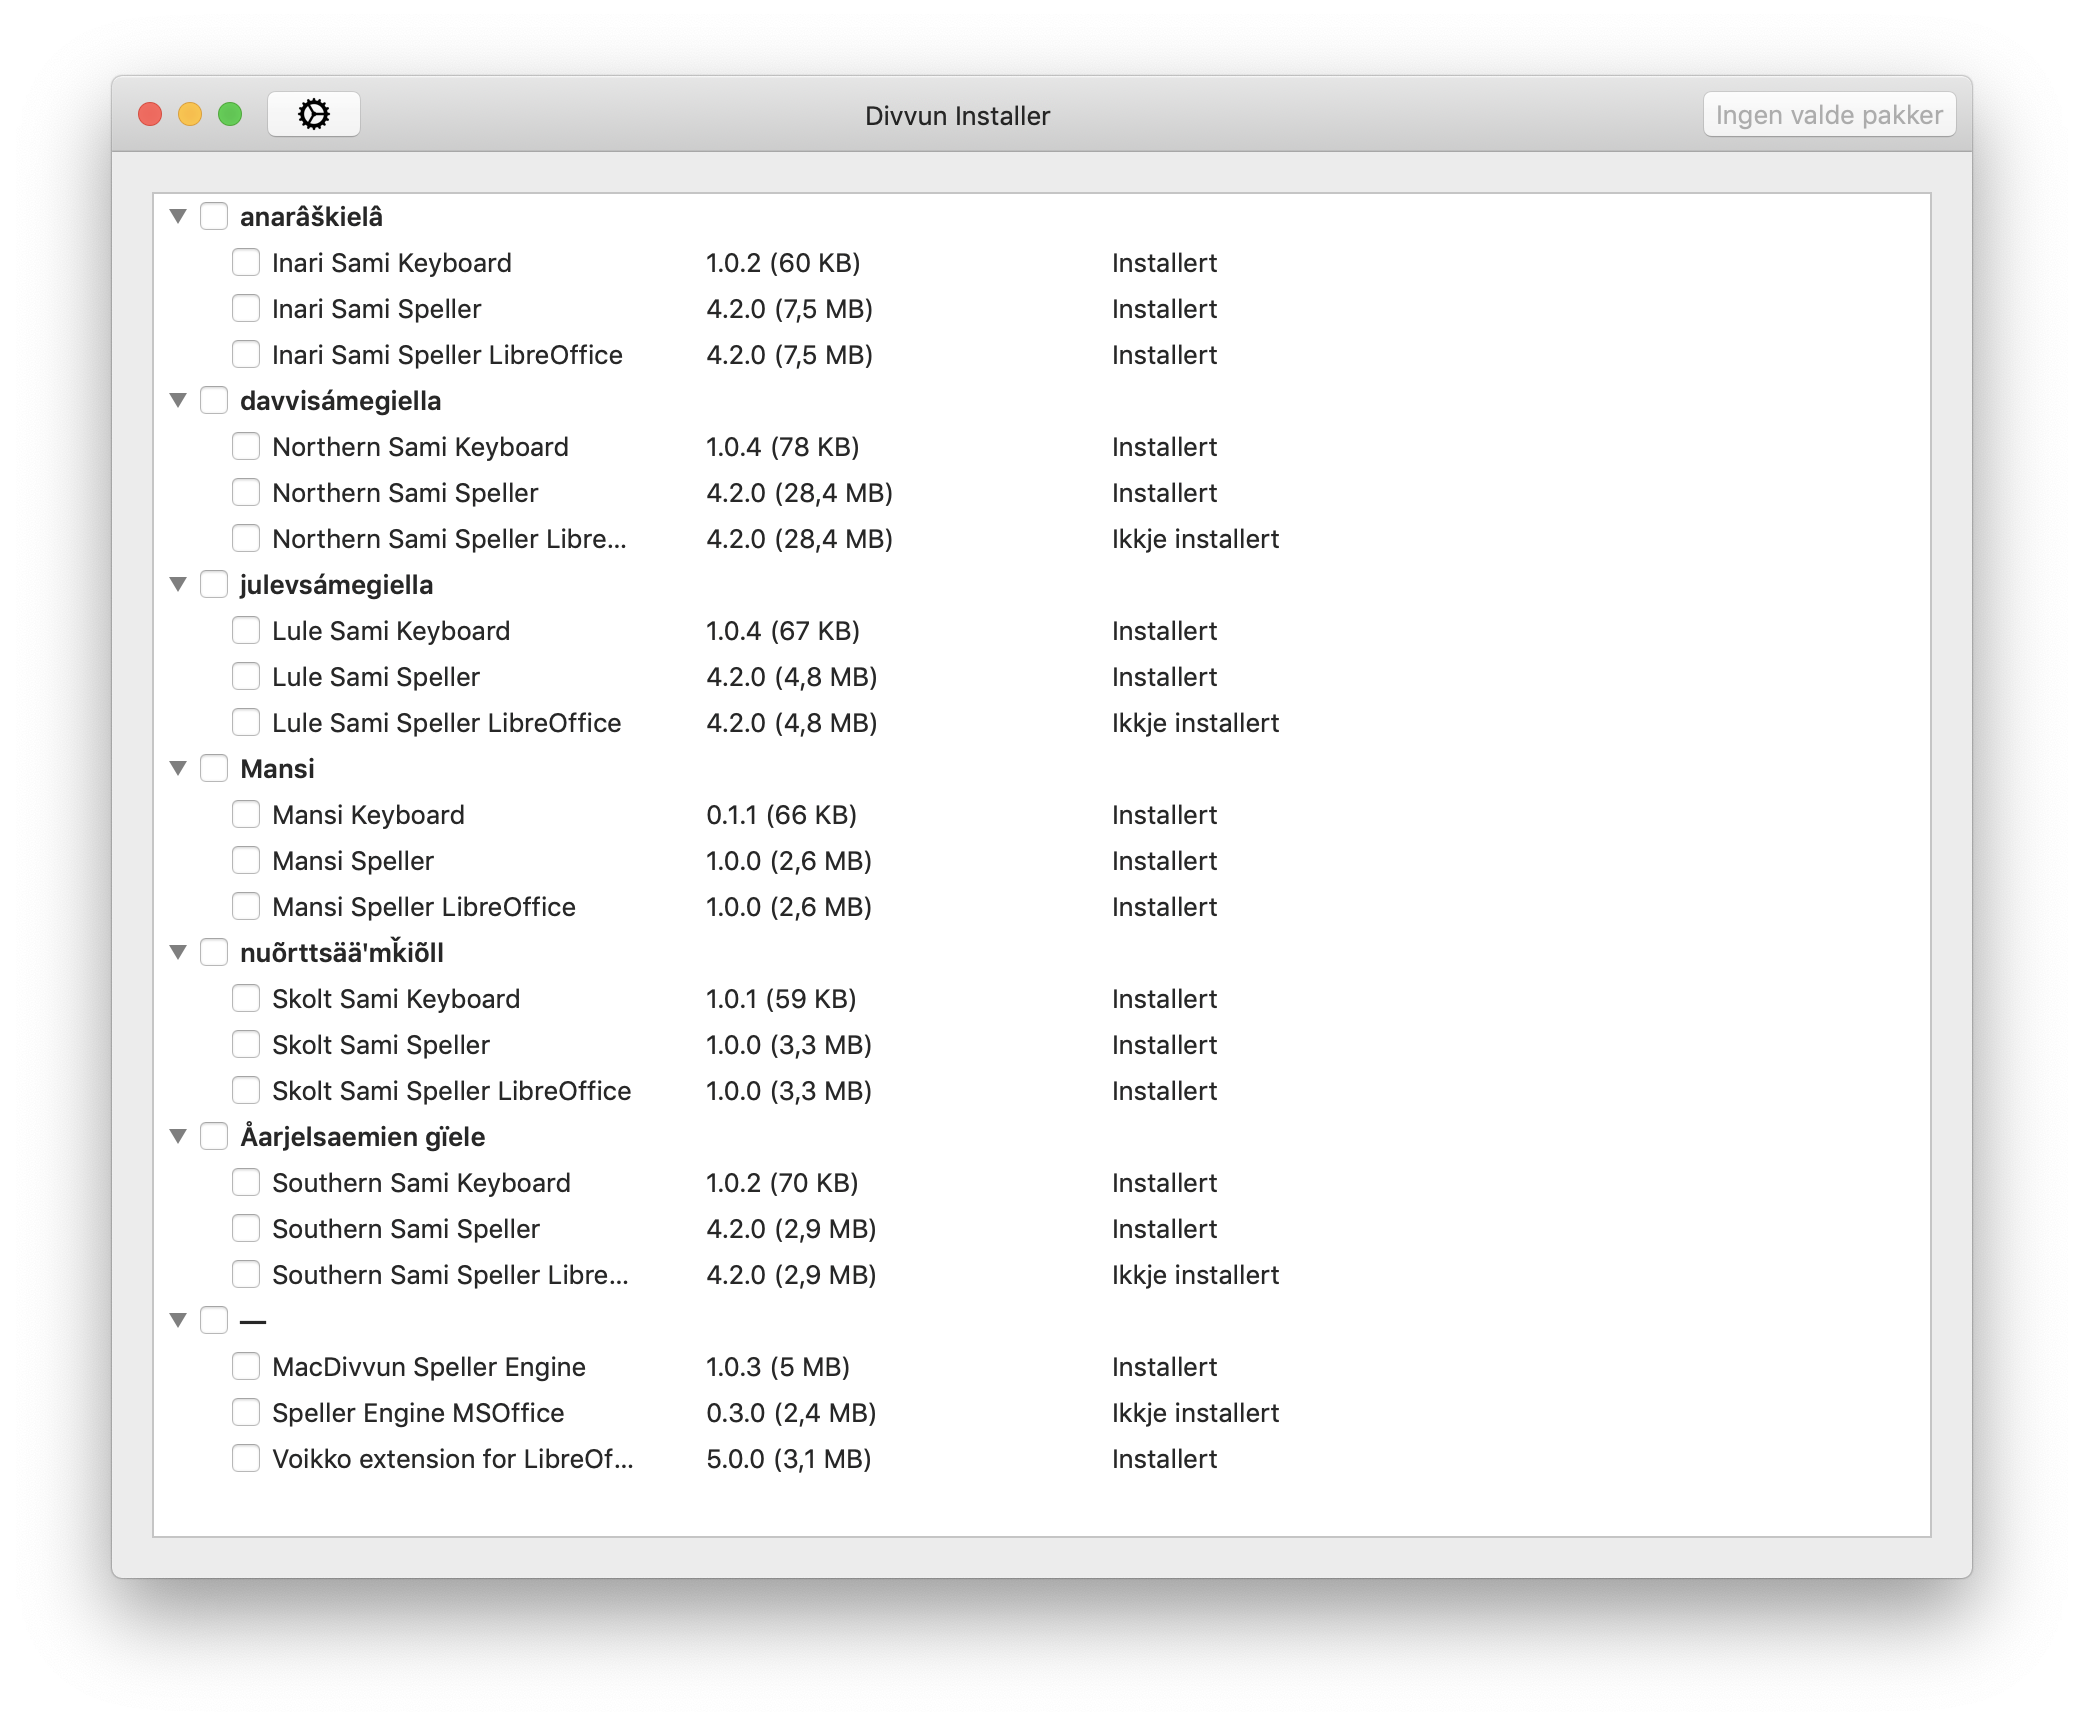 Divvun Installer Ingen valde pakker
anarâškielâ
Inari Sami Keyboard 1.0.2 (60 KB) Installert
Inari Sami Speller 4.2.0 (7,5 MB) Installert
Inari Sami Speller LibreOffice 4.2.0 (7,5 MB) Installert
davvisámegiella
Northern Sami Keyboard 1.0.4 (78 KB) Installert
Northern Sami Speller 4.2.0 (28,4 MB) Installert
Northern Sami Speller Libre... 4.2.0 (28,4 MB) Ikkje installert
julevsámegiella
Lule Sami Keyboard 1.0.4 (67 KB) Installert
Lule Sami Speller 4.2.0 (4,8 MB) Installert
Lule Sami Speller LibreOffice 4.2.0 (4,8 MB) Ikkje installert
Mansi
Mansi Keyboard 0.1.1 (66 KB) Installert
Mansi Speller 1.0.0 (2,6 MB) Installert
Mansi Speller LibreOffice 1.0.0 (2,6 MB) Installert
nuõrttsää'mǩiõll
Skolt Sami Keyboard 1.0.1 (59 KB) Installert
Skolt Sami Speller 1.0.0 (3,3 MB) Installert
Skolt Sami Speller LibreOffice 1.0.0 (3,3 MB) Installert
Åarjelsaemien gïele
Southern Sami Keyboard 1.0.2 (70 KB) Installert
Southern Sami Speller 4.2.0 (2,9 MB) Installert
Southern Sami Speller Libre... 4.2.0 (2,9 MB) Ikkje installert
—
MacDivvun Speller Engine 1.0.3 (5 MB) Installert
Speller Engine MSOffice 0.3.0 (2,4 MB) Ikkje installert
Voikko extension for LibreOf... 5.0.0 (3,1 MB) Installert